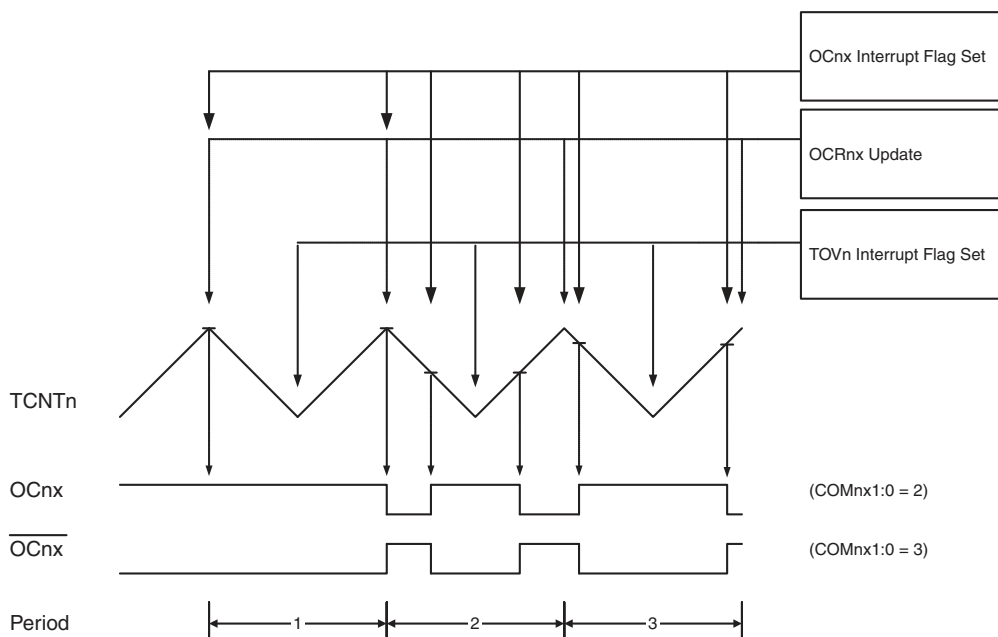 OCnx Interrupt Flag Set
OCRnx Update
TOVn Interrupt Flag Set
TCNTn
OCnx
(COMnx1:0 = 2)
OCnx
(COMnx1:0 = 3)
Period
1
2
3